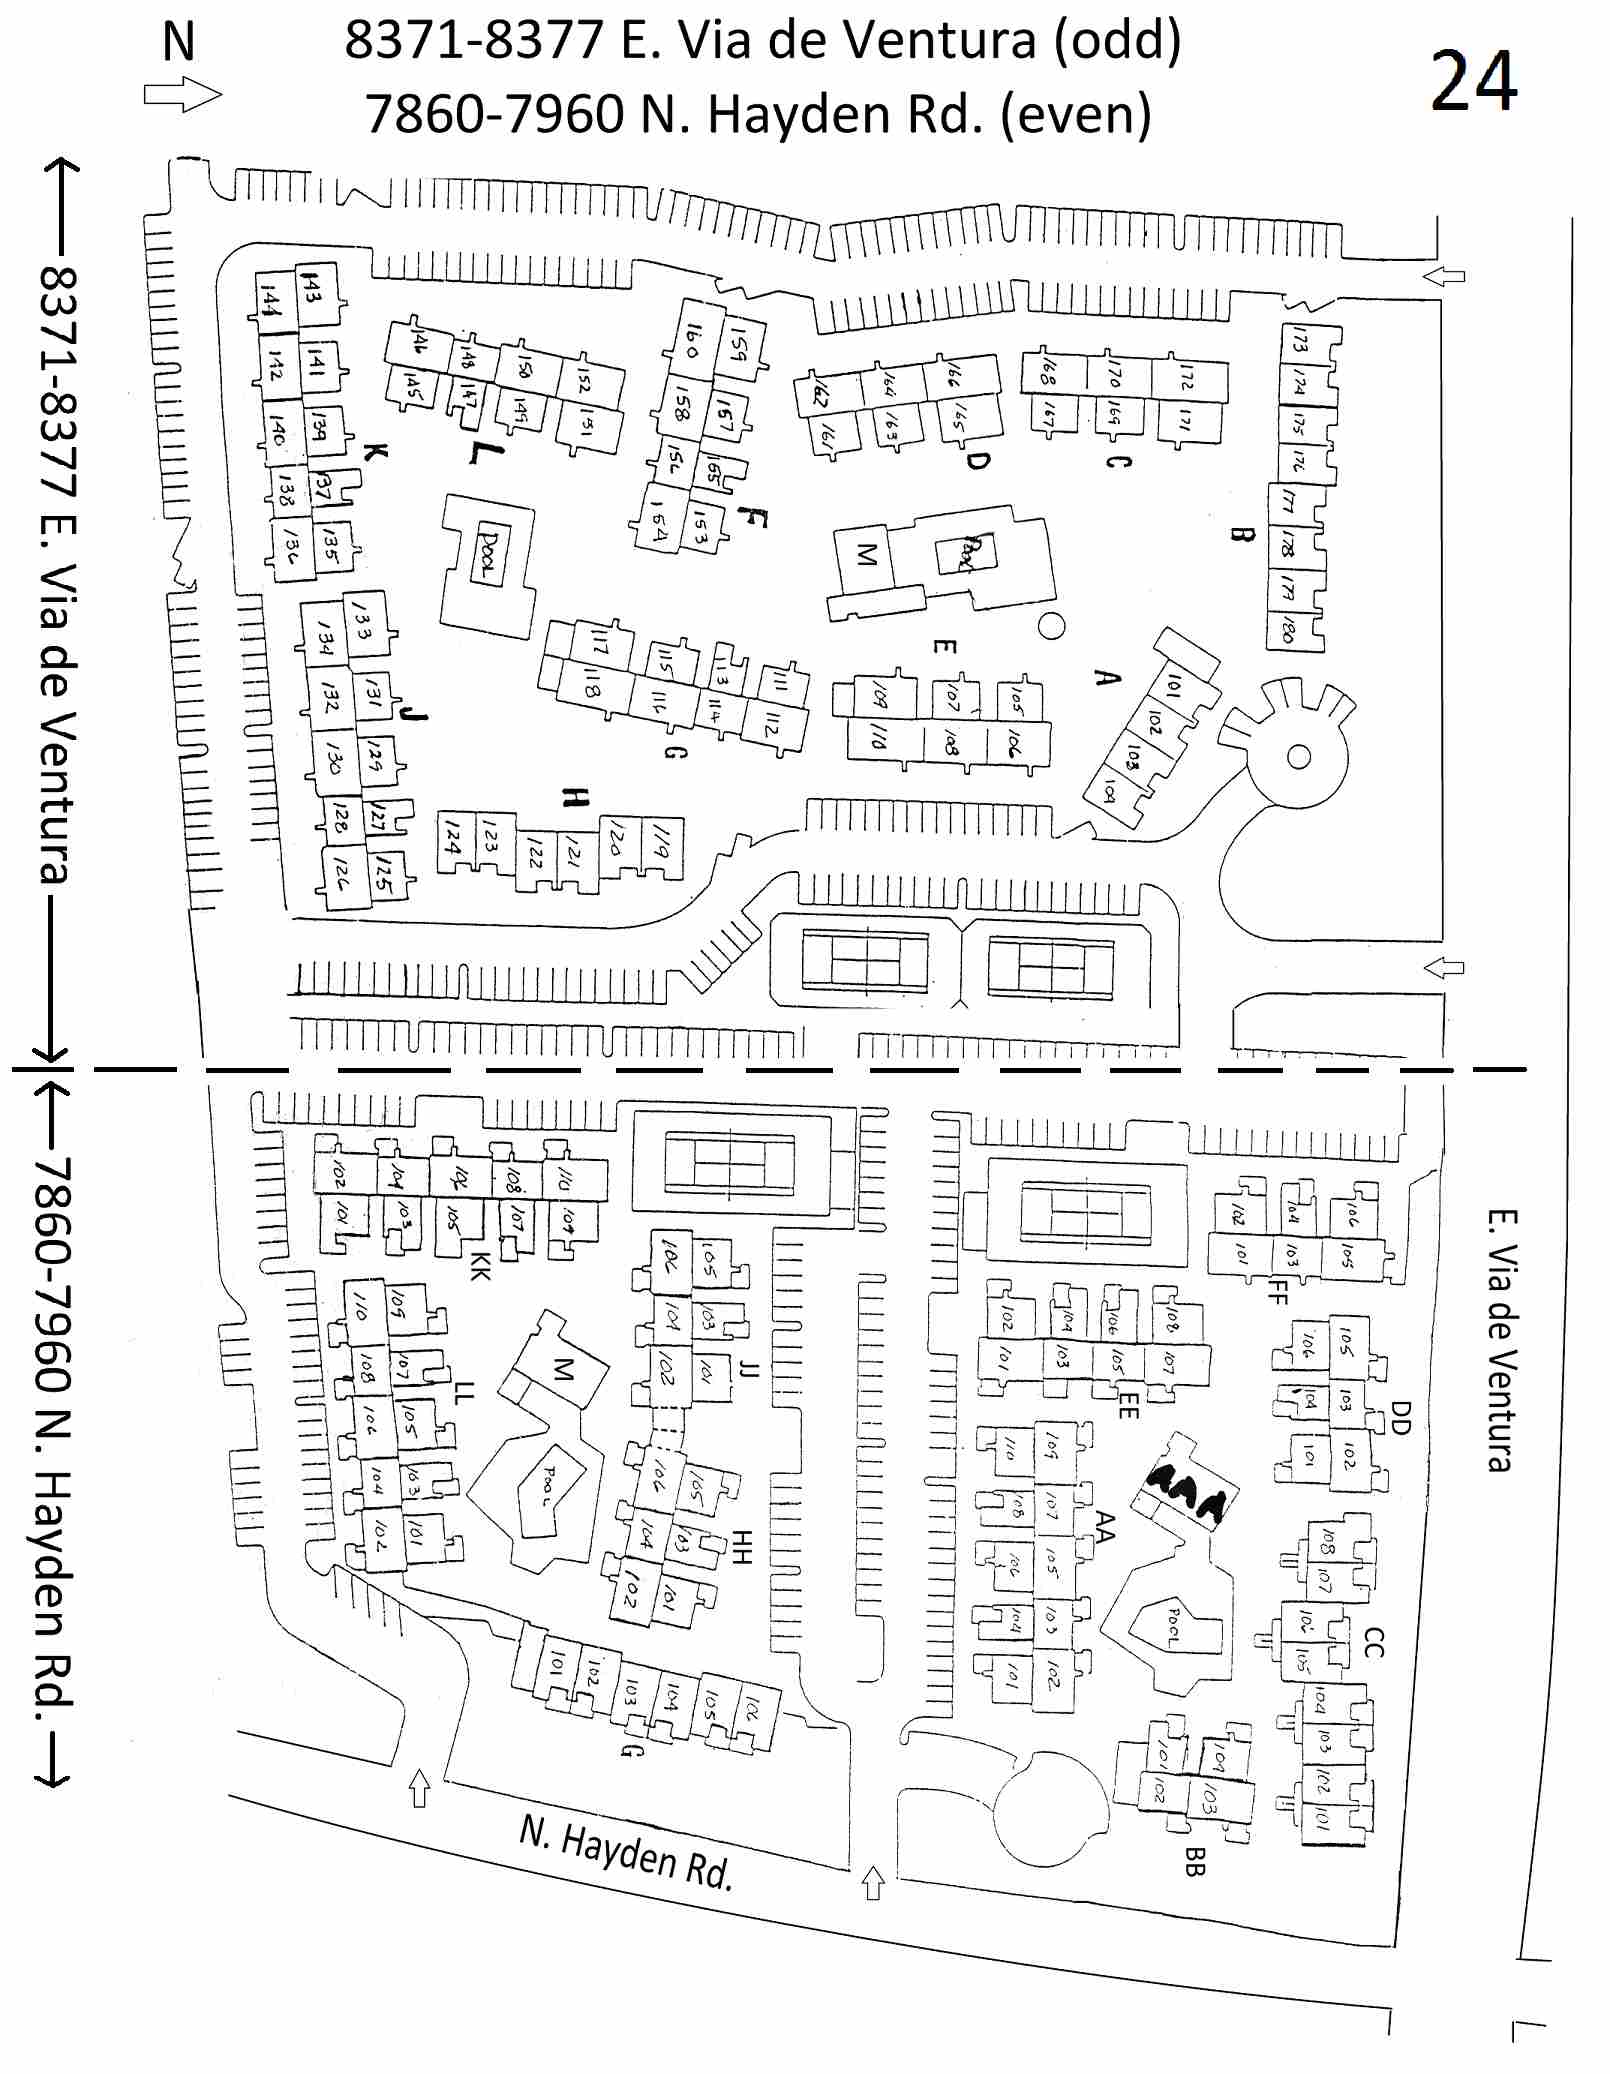 N
8371-8377 E. Via de Ventura (odd)
7860-7960 N. Hayden Rd. (even)
24
8371-8377 E. Via de Ventura
7860-7960 N. Hayden Rd.
E. Via de Ventura
N. Hayden Rd.
144 143
142 141
140 139
138 137
136 135
K
146 148 150 152
145 147 149 151
L
160 159
158 157
156 155
154 153
F
162 164 166
161 163 165
D
168 170 172
167 169 171
C
173
174
175
176
177
178
179
180
B
POOL
M
POOL
134 133
132 131
130 129
128 127
126 125
J
117 115 113 111
118 116 114 112
G
E
109 107 105
110 108 106
A
101
102
103
104
H
124 123 122 121 120 119
102 104 106 108 110
101 103 105 107 109
KK
110 109
108 107
106 105
104 103
102 101
LL
M
POOL
106 105
104 103
102 101
JJ
106 105
104 103
102 101
HH
101 102 103 104 105 106
G
102 104 106
101 103 105
FF
102 104 106 108
101 103 105 107
EE
106 105
104 103
101 102
DD
110 109
108 107
106 105
104 103
101 102
AA
AAA
POOL
108
107
106
105
104
103
102
101
CC
101 104
102 103
BB